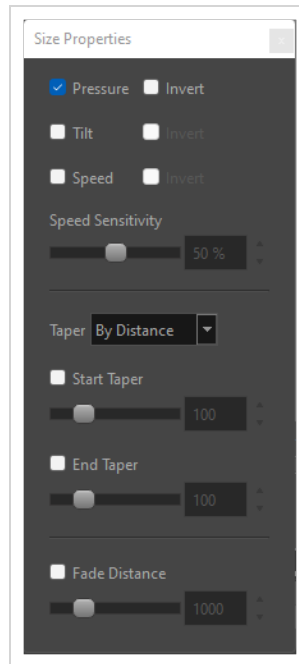 Size Properties
x
Pressure Invert
Tilt Invert
Speed Invert
Speed Sensitivity
50 %
Taper By Distance
Start Taper
100
End Taper
100
Fade Distance
1000